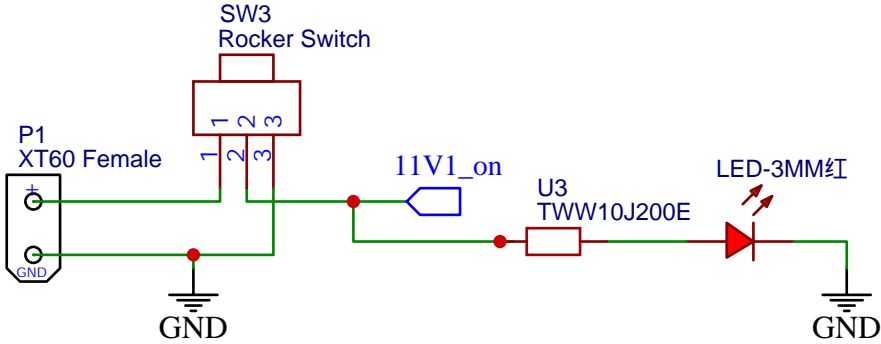 SW3
Rocker Switch
1 2 3
1 2 3
P1
XT60 Female
+
GND
11V1_on
U3
TWW10J200E
LED-3MM红
GND
GND